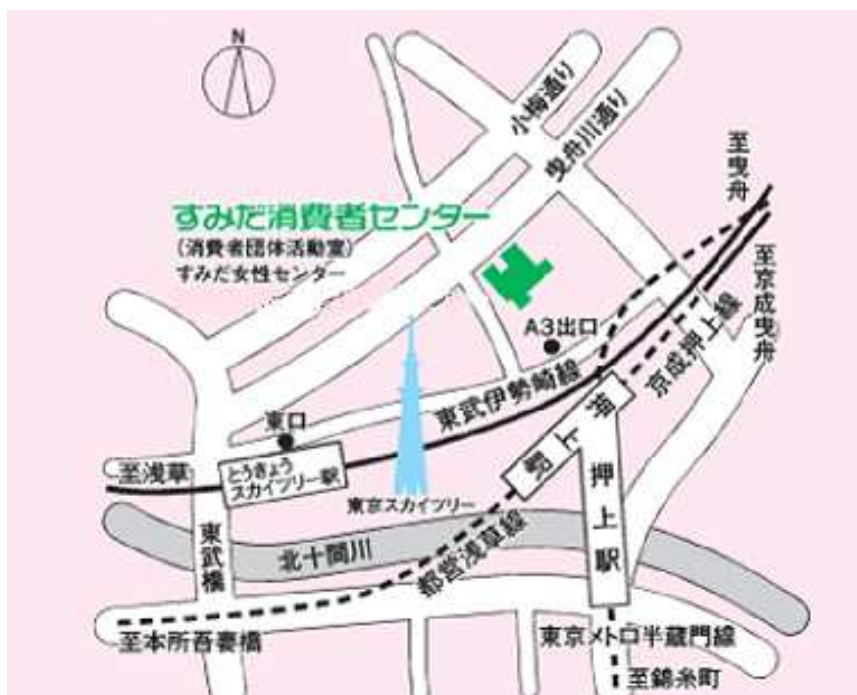 N
小梅通り
曳舟川通り
至曳舟
すみだ消費者センター
(消費者団体活動室)
すみだ女性センター
至京成曳舟
A3出口
京成押上線
東武伊勢崎線
押上駅
東口
至浅草
とうきょう
スカイツリー駅
東京スカイツリー
押上駅
東武橋
北十間川
都営浅草線
至本所吾妻橋
東京メトロ半蔵門線
至錦糸町